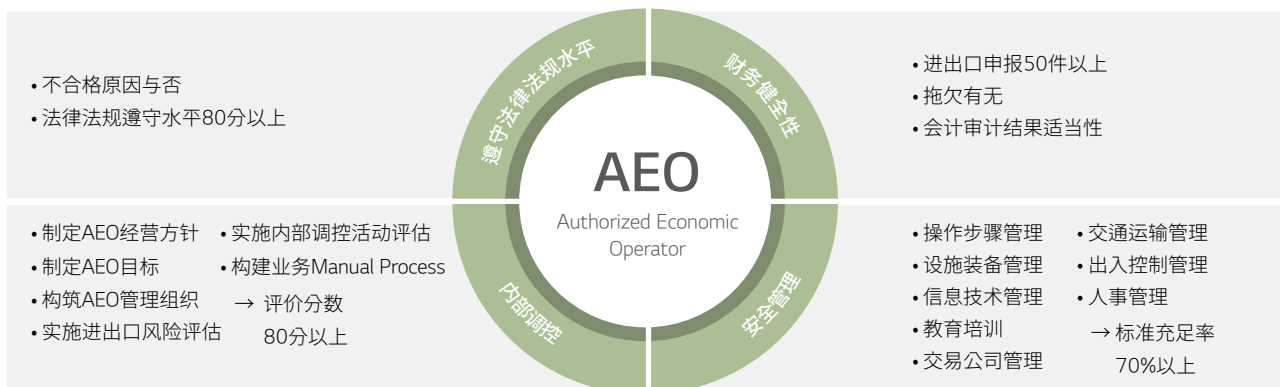 遵守法律法规水平
• 不合格原因与否
• 法律法规遵守水平80分以上
财务健全性
• 进出口申报50件以上
• 拖欠有无
• 会计审计结果适当性
AEO
Authorized Economic
Operator
内部调控
• 制定AEO经营方针
• 制定AEO目标
• 构筑AEO管理组织
• 实施进出口风险评估
• 实施内部调控活动评估
• 构建业务Manual Process
→ 评价分数
80分以上
安全管理
• 操作步骤管理
• 设施装备管理
• 信息技术管理
• 教育培训
• 交易公司管理
• 交通运输管理
• 出入控制管理
• 人事管理
→ 标准充足率
70%以上